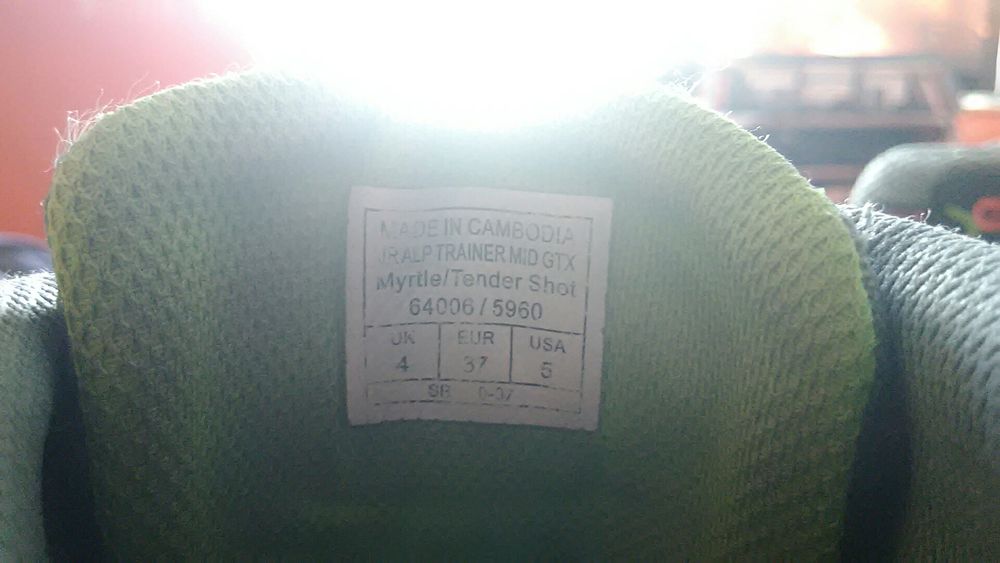 MADE IN CAMBODIA
JR ALP TRAINER MID GTX
Myrtle/Tender Shot
64006 / 5960
UK EUR USA
4 37 5